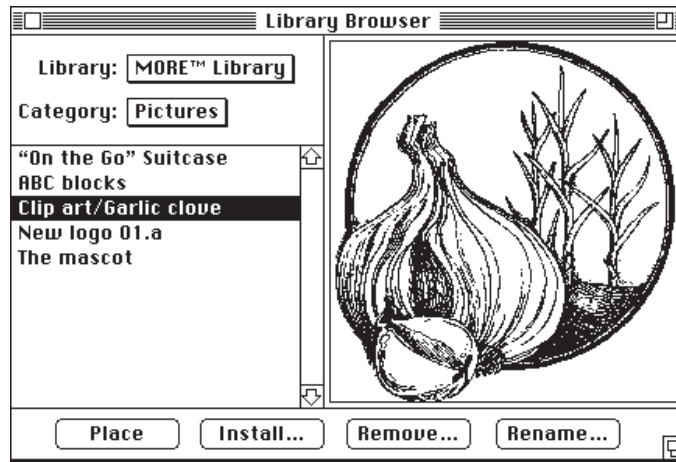 Library Browser
Library: MORE™ Library
Category: Pictures
“On the Go” Suitcase
ABC blocks
Clip art/Garlic clove
New logo 01.a
The mascot
Place Install... Remove... Rename...